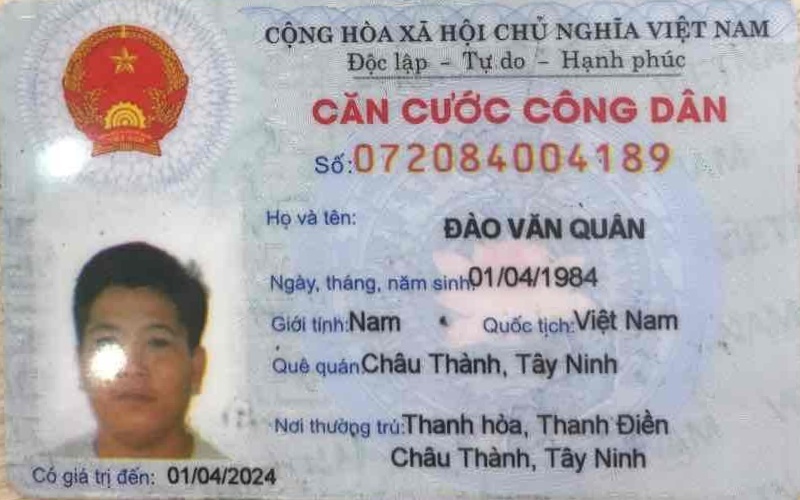 CỘNG HÒA XÃ HỘI CHỦ NGHĨA VIỆT NAM
Độc lập - Tự do - Hạnh phúc
CĂN CƯỚC CÔNG DÂN
Số: 072084004189
Họ và tên: ĐÀO VĂN QUÂN
Ngày, tháng, năm sinh: 01/04/1984
Giới tính: Nam Quốc tịch: Việt Nam
Quê quán Châu Thành, Tây Ninh
Nơi thường trú: Thanh hòa, Thanh Điền
Châu Thành, Tây Ninh
Có giá trị đến: 01/04/2024